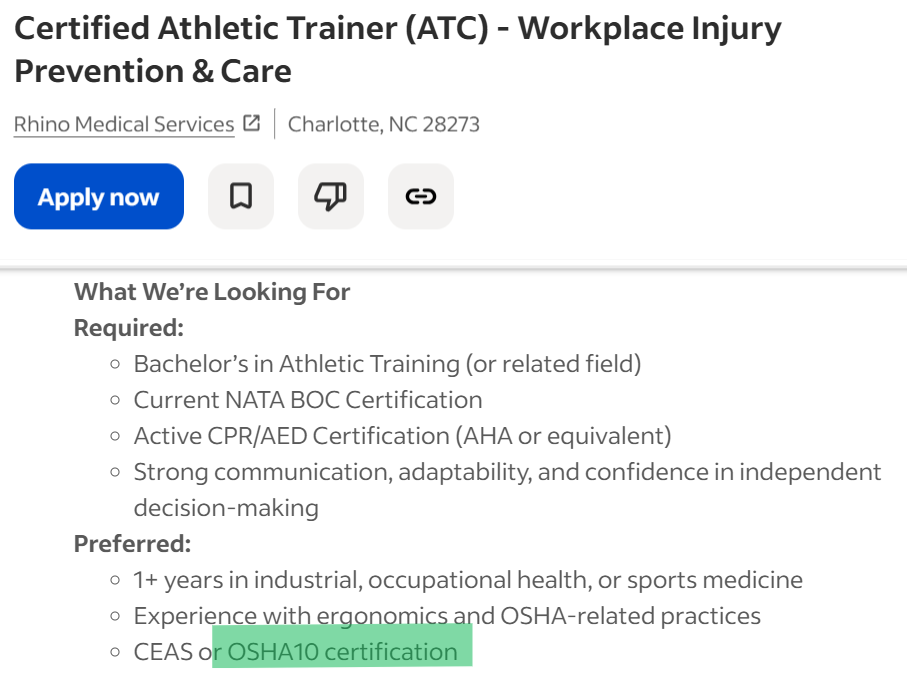 Certified Athletic Trainer (ATC) - Workplace Injury
Prevention & Care
Rhino Medical Services
Charlotte, NC 28273
Apply now
What We’re Looking For
Required:
Bachelor’s in Athletic Training (or related field)
Current NATA BOC Certification
Active CPR/AED Certification (AHA or equivalent)
Strong communication, adaptability, and confidence in independent
decision-making
Preferred:
1+ years in industrial, occupational health, or sports medicine
Experience with ergonomics and OSHA-related practices
CEAS or OSHA10 certification